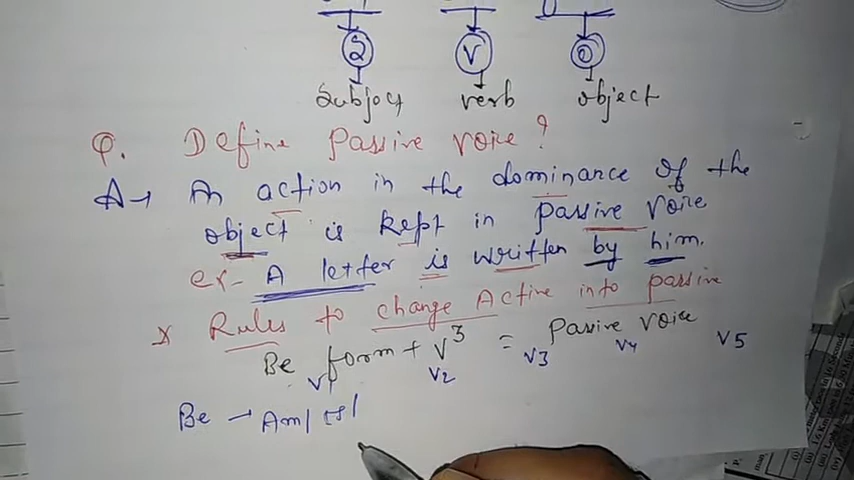 S V O
Subject verb object
Q. Define Passive voice?
A→ An action in the dominance of the
object is kept in passive voice
ex- A letter is written by him.
x Rules to change Active into passive
Be form + V3 = Passive voice
V1 V2 V3 V4 V5
Be → Am/ is/